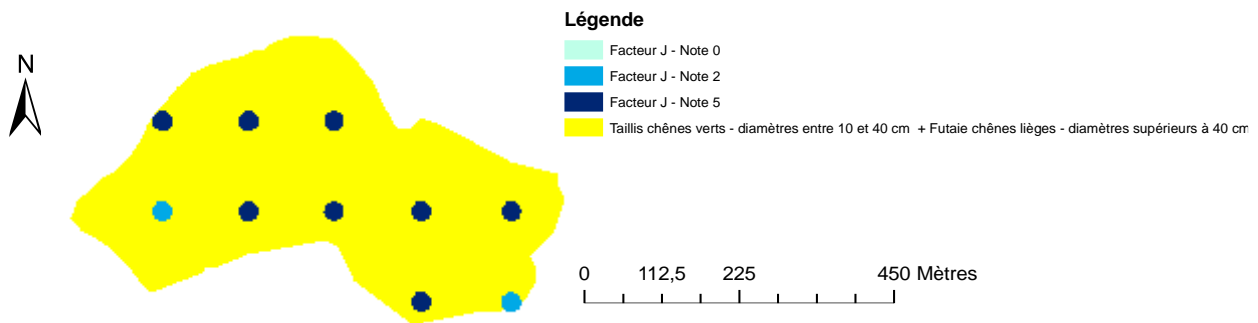 Légende
N
Facteur J - Note 0
Facteur J - Note 2
Facteur J - Note 5
Taillis chênes verts - diamètres entre 10 et 40 cm + Futaie chênes lièges - diamètres supérieurs à 40 cm
0 112,5 225 450 Mètres